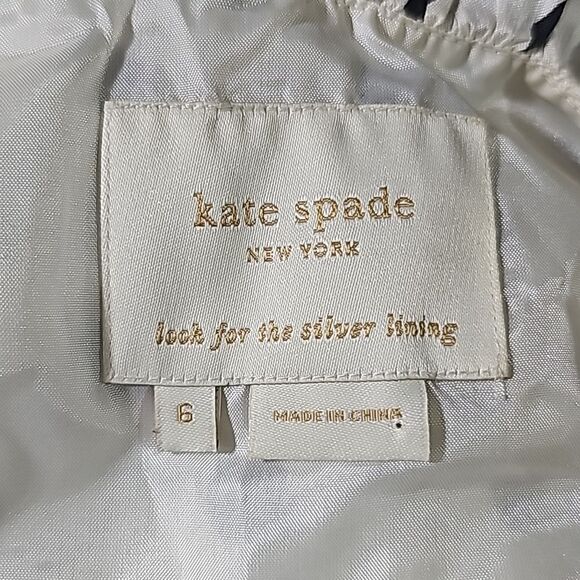 kate spade
NEW YORK
look for the silver lining
6
MADE IN CHINA